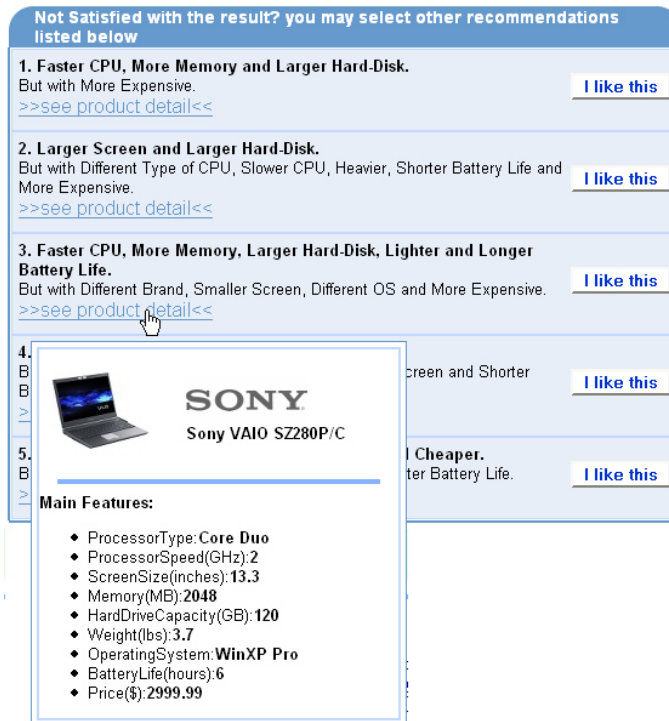 Not Satisfied with the result? you may select other recommendations
listed below
1. Faster CPU, More Memory and Larger Hard-Disk.
But with More Expensive.
>>see product detail<<
I like this
2. Larger Screen and Larger Hard-Disk.
But with Different Type of CPU, Slower CPU, Heavier, Shorter Battery Life and
More Expensive.
>>see product detail<<
I like this
3. Faster CPU, More Memory, Larger Hard-Disk, Lighter and Longer
Battery Life.
But with Different Brand, Smaller Screen, Different OS and More Expensive.
>>see product detail<<
I like this
4.
B
creen and Shorter
B
>
I like this
5.
Cheaper.
B
ter Battery Life.
>
I like this
SONY
Sony VAIO SZ280P/C
Main Features:
ProcessorType:Core Duo
ProcessorSpeed(GHz):2
ScreenSize(inches):13.3
Memory(MB):2048
HardDriveCapacity(GB):120
Weight(lbs):3.7
OperatingSystem:WinXP Pro
BatteryLife(hours):6
Price($):2999.99